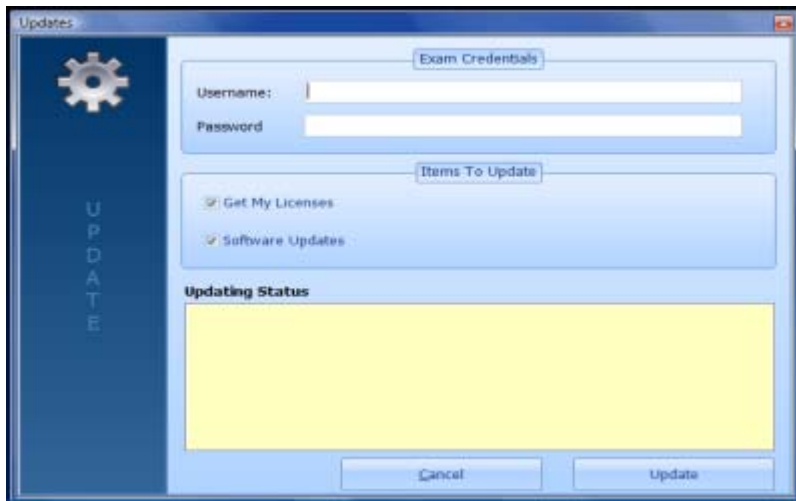 Updates
Exam Credentials
Username:
Password
Items To Update
Get My Licenses
Software Updates
UPDATE
Updating Status
Cancel
Update